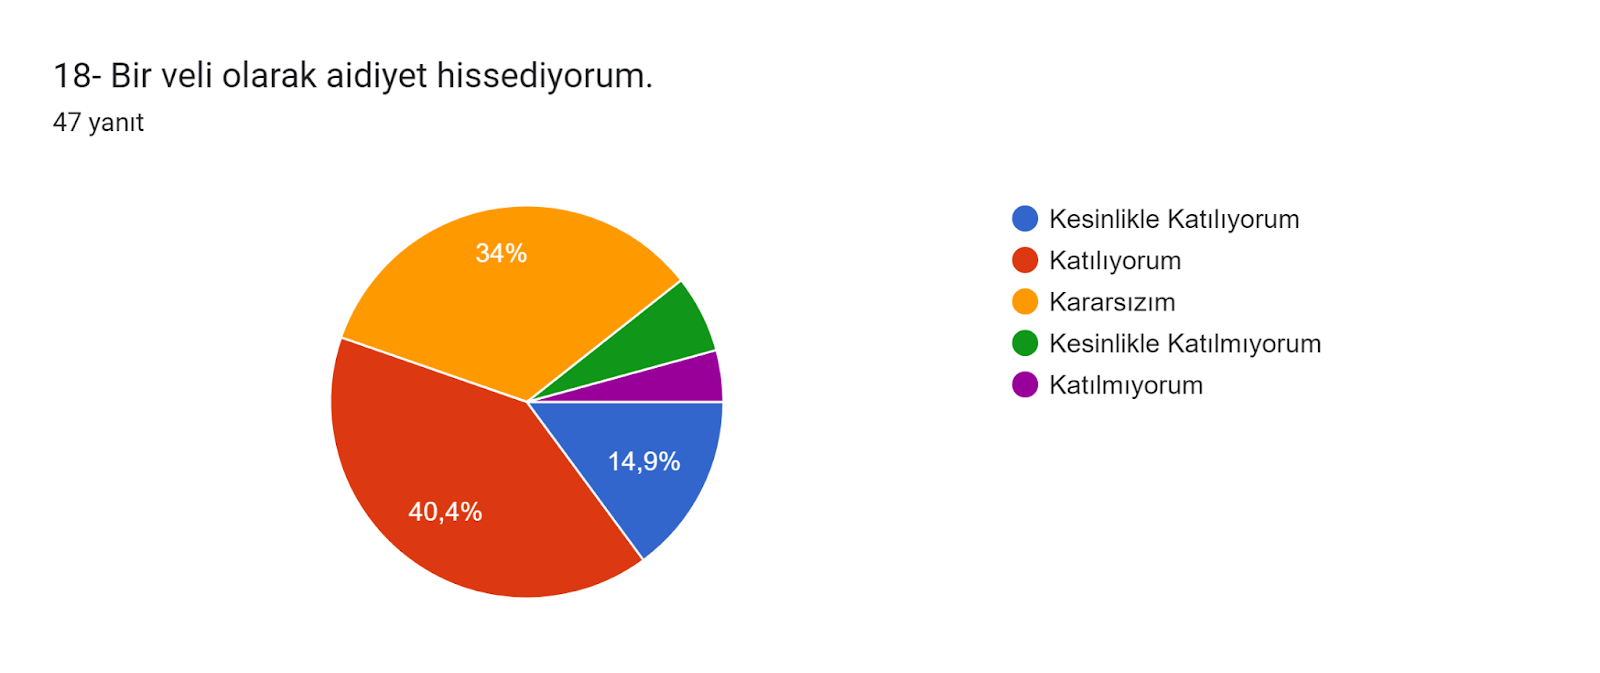 18- Bir veli olarak aidiyet hissediyorum.
47 yanıt
34%
14,9%
40,4%
Kesinlikle Katılıyorum
Katılıyorum
Kararsızım
Kesinlikle Katılmıyorum
Katılmıyorum